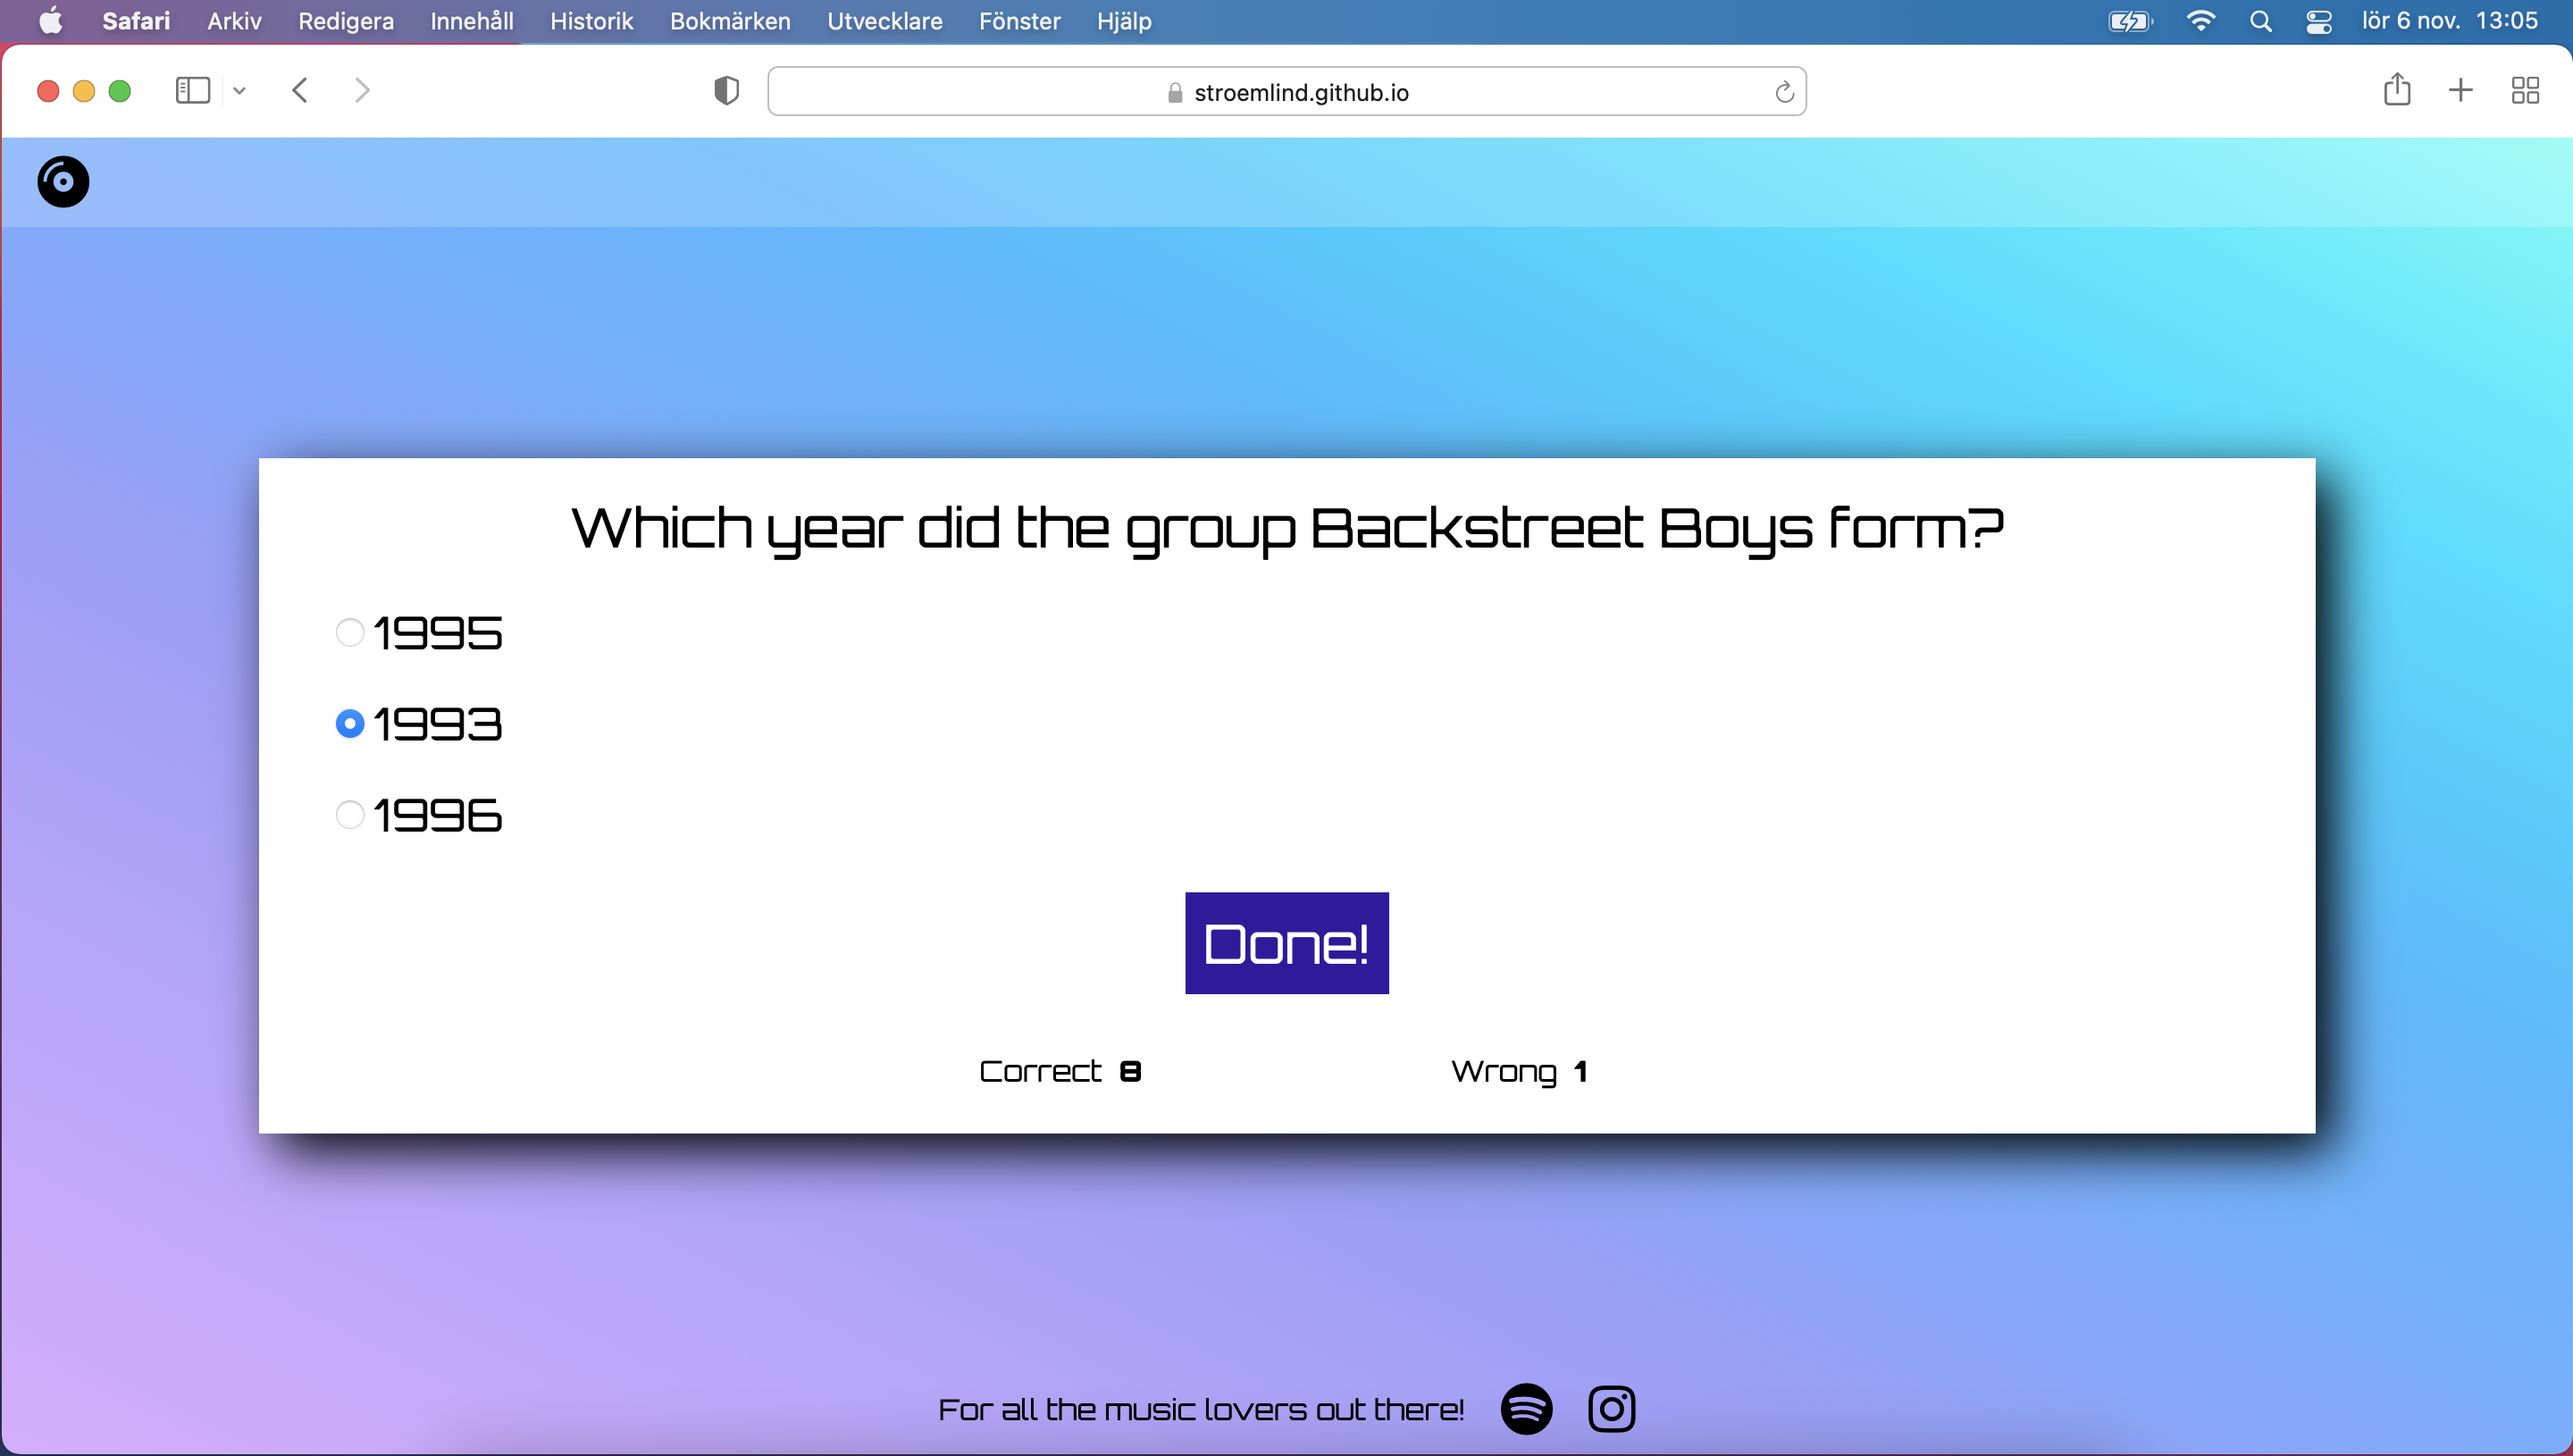 Safari Arkiv Redigera Innehåll Historik Bokmärken Utvecklare Fönster Hjälp lör 6 nov. 13:05
stroemlind.github.io
Which year did the group Backstreet Boys form?
1995
1993
1996
Done!
Correct 8 Wrong 1
For all the music lovers out there!